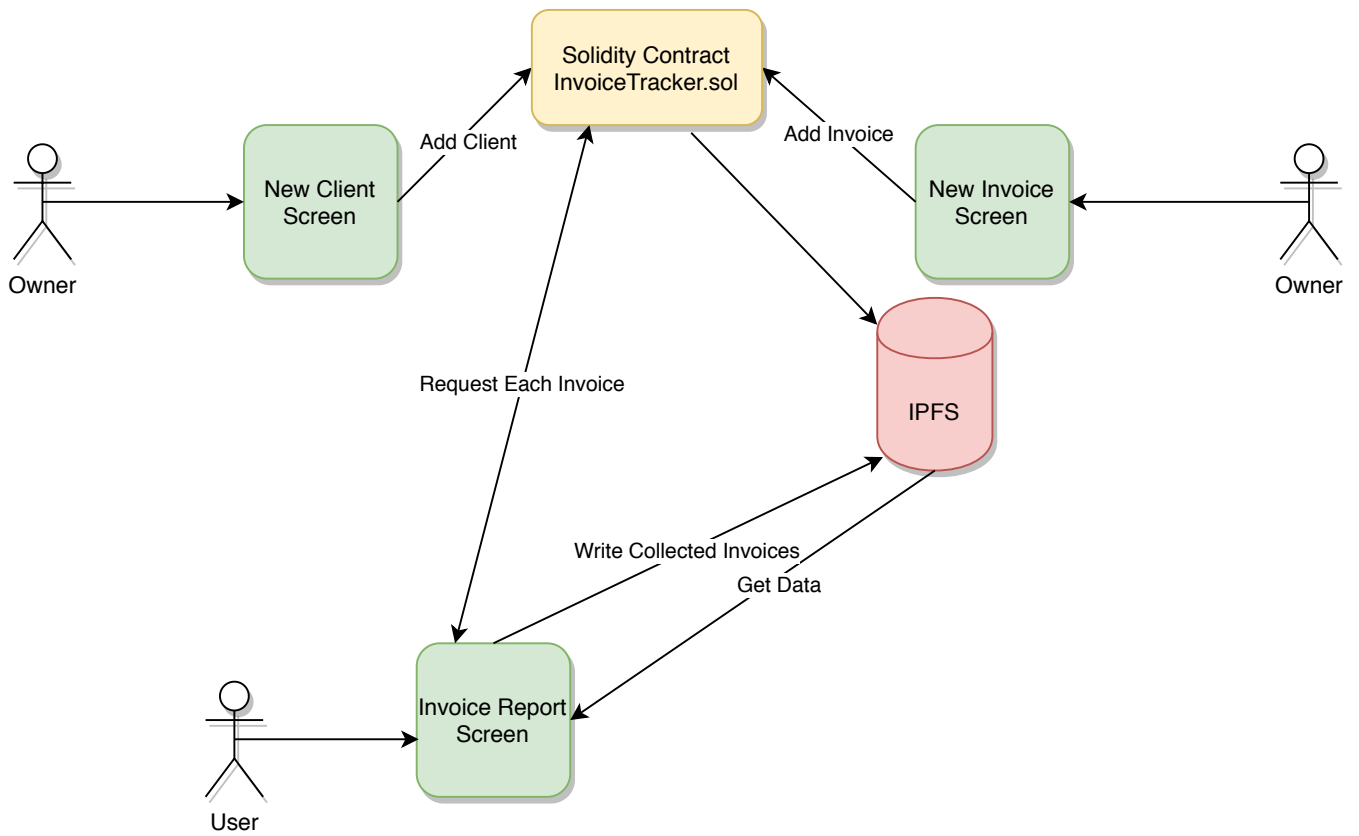 Solidity Contract
InvoiceTracker.sol
Add Client
Add Invoice
New Client
Screen
New Invoice
Screen
Owner
Owner
Request Each Invoice
IPFS
Write Collected Invoices
Get Data
Invoice Report
Screen
User